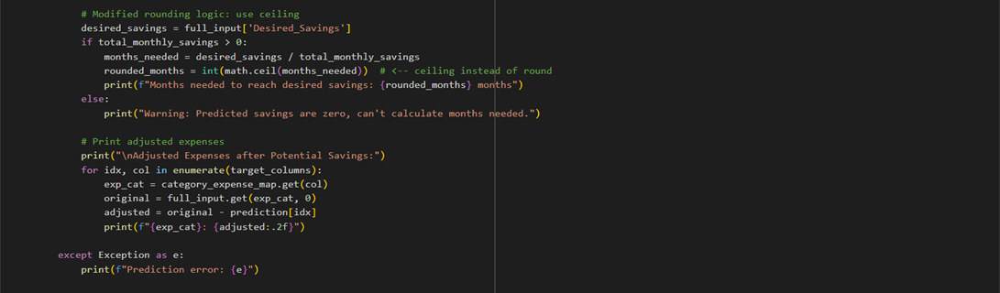 # Modified rounding logic: use ceiling
desired_savings = full_input['Desired_Savings']
if total_monthly_savings > 0:
    months_needed = desired_savings / total_monthly_savings
    rounded_months = int(math.ceil(months_needed))  # <-- ceiling instead of round
    print(f"Months needed to reach desired savings: {rounded_months} months")
else:
    print("Warning: Predicted savings are zero, can't calculate months needed.")

# Print adjusted expenses
print("\nAdjusted Expenses after Potential Savings:")
for idx, col in enumerate(target_columns):
    exp_cat = category_expense_map.get(col)
    original = full_input.get(exp_cat, 0)
    adjusted = original - prediction[idx]
    print(f"{exp_cat}: {adjusted:.2f}")

except Exception as e:
    print(f"Prediction error: {e}")